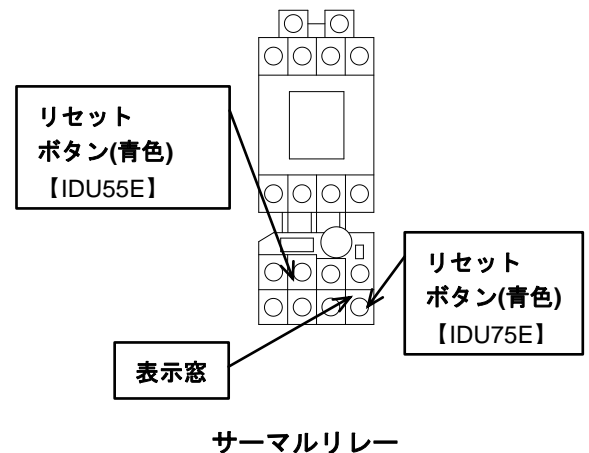 リセット
ボタン(青色)
【IDU55E】
リセット
ボタン(青色)
【IDU75E】
表示窓
サーマルリレー